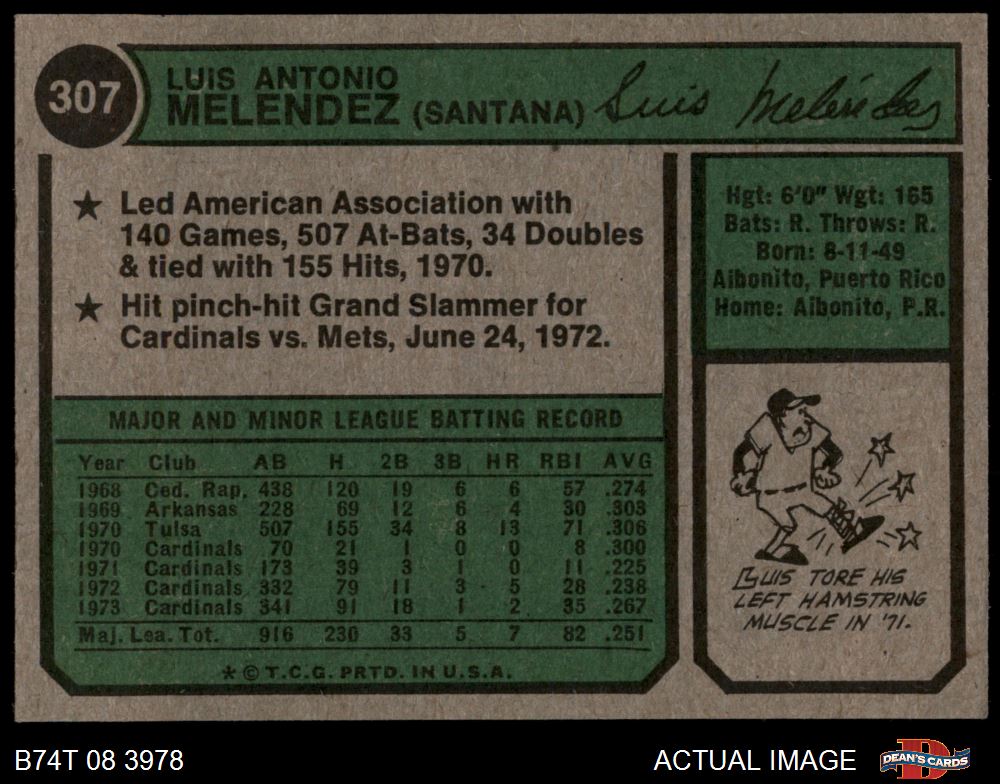 307
LUIS ANTONIO
MELENDEZ (SANTANA) Luis Meléndez
★ Led American Association with
140 Games, 507 At-Bats, 34 Doubles
& tied with 155 Hits, 1970.
★ Hit pinch-hit Grand Slammer for
Cardinals vs. Mets, June 24, 1972.
Hgt: 6'0" Wgt: 165
Bats: R. Throws: R.
Born: 8-11-49
Aibonito, Puerto Rico
Home: Aibonito, P.R.
MAJOR AND MINOR LEAGUE BATTING RECORD
Year Club AB H 2B 3B HR RBI AVG
1968 Ced. Rap. 438 120 19 6 6 57 .274
1969 Arkansas 228 69 12 6 4 30 .303
1970 Tulsa 507 155 34 8 13 71 .306
1970 Cardinals 70 21 1 0 0 8 .300
1971 Cardinals 173 39 3 1 0 11 .225
1972 Cardinals 332 79 11 3 5 28 .238
1973 Cardinals 341 91 18 1 2 35 .267
Maj. Lea. Tot. 916 230 33 5 7 82 .251
* © T.C.G. PRTD. IN U.S.A.
LUIS TORE HIS
LEFT HAMSTRING
MUSCLE IN '71.
B74T 08 3978
ACTUAL IMAGE
D
DEAN'S CARDS